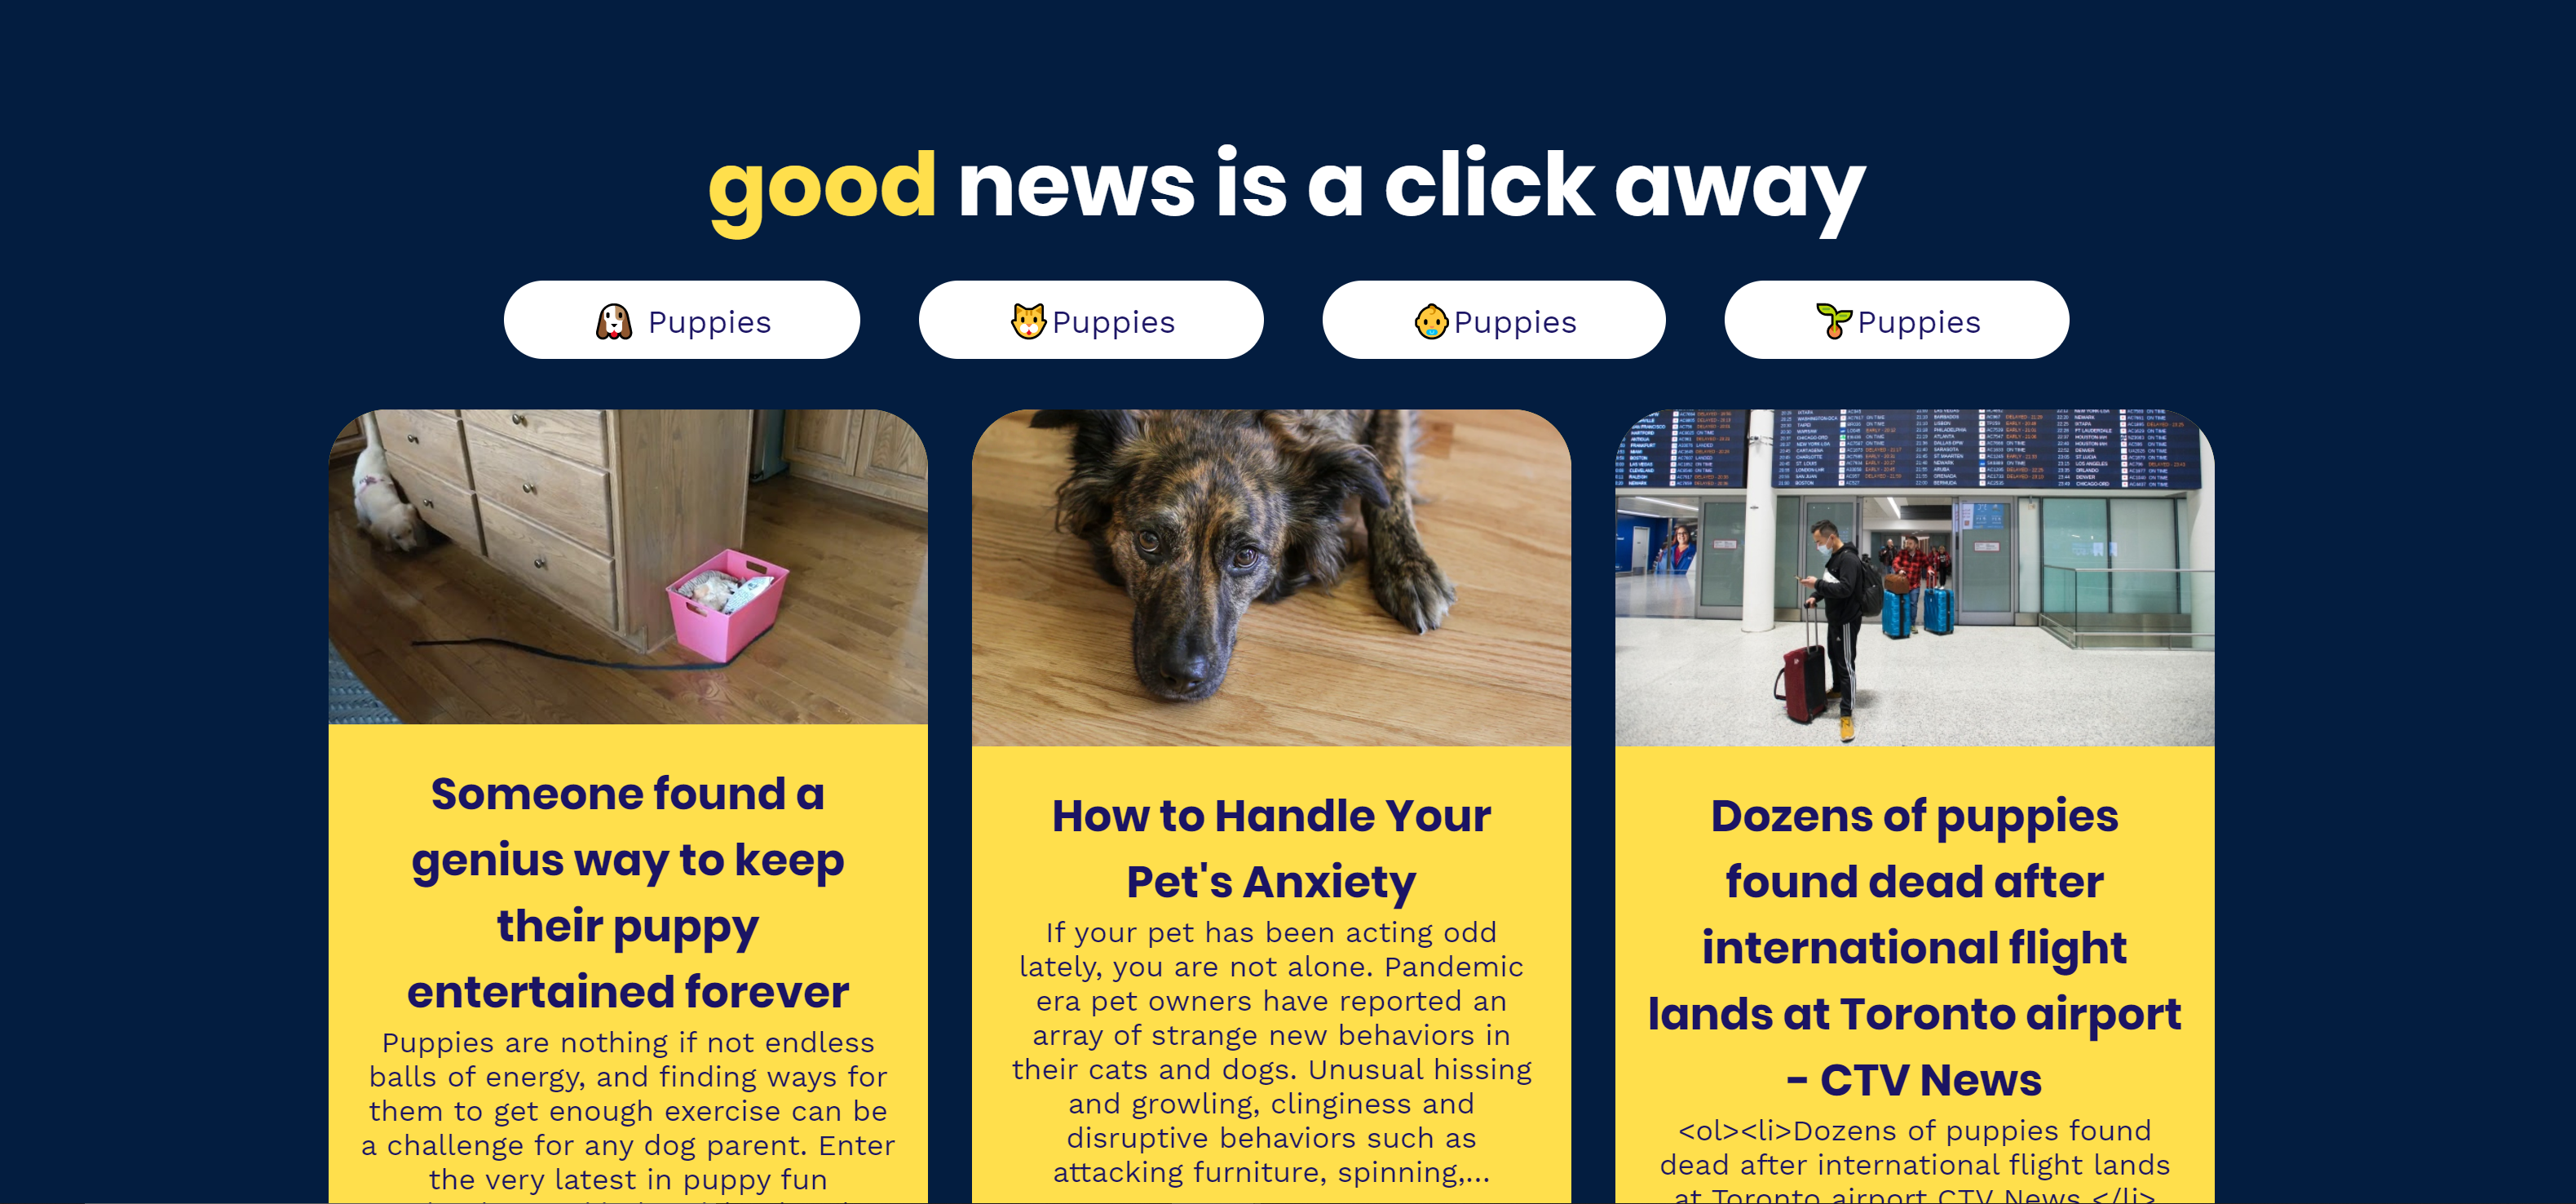 good news is a click away
Puppies
Puppies
Puppies
Puppies
Someone found a
genius way to keep
their puppy
entertained forever
Puppies are nothing if not endless
balls of energy, and finding ways for
them to get enough exercise can be
a challenge for any dog parent. Enter
the very latest in puppy fun
How to Handle Your
Pet's Anxiety
If your pet has been acting odd
lately, you are not alone. Pandemic
era pet owners have reported an
array of strange new behaviors in
their cats and dogs. Unusual hissing
and growling, clinginess and
disruptive behaviors such as
attacking furniture, spinning,...
Dozens of puppies
found dead after
international flight
lands at Toronto airport
- CTV News
<ol><li>Dozens of puppies found
dead after international flight lands
at Toronto airport CTV News </li>